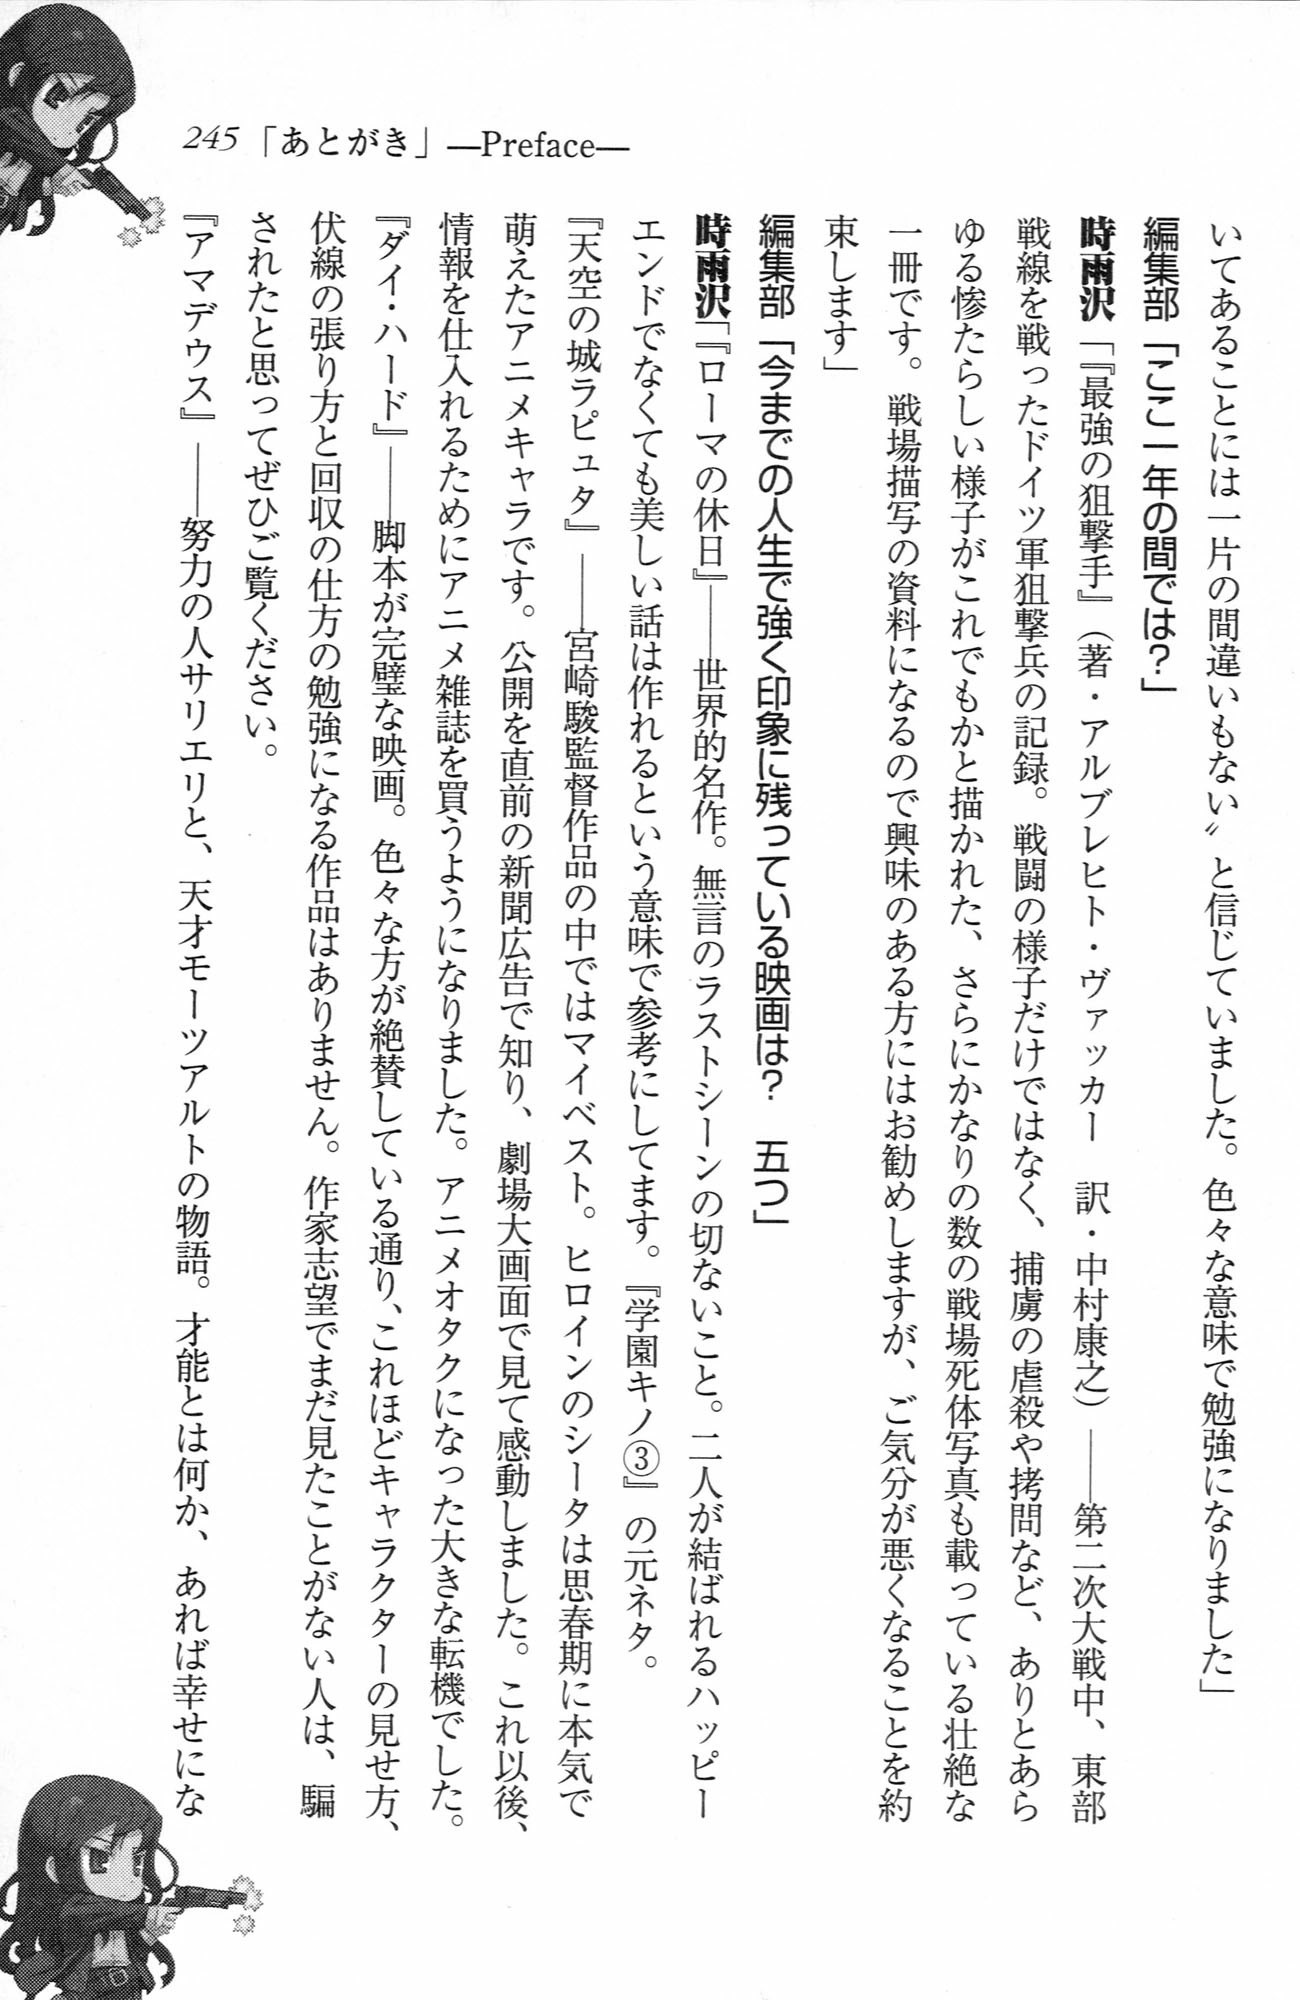 245「あとがき」―Preface―
いてあることには一片の間違いもない〟と信じていました。色々な意味で勉強になりました」
編集部「ここ一年の間では？」
時雨沢「『最強の狙撃手』（著・アルブレヒト・ヴァッカー　訳・中村康之）――第二次大戦中、東部
戦線を戦ったドイツ軍狙撃兵の記録。戦闘の様子だけではなく、捕虜の虐殺や拷問など、ありとあら
ゆる惨たらしい様子がこれでもかと描かれた、さらにかなりの数の戦場死体写真も載っている壮絶な
一冊です。戦場描写の資料になるので興味のある方にはお勧めしますが、ご気分が悪くなることを約
束します」
編集部「今までの人生で強く印象に残っている映画は？　五つ」
時雨沢「『ローマの休日』――世界的名作。無言のラストシーンの切ないこと。二人が結ばれるハッピー
エンドでなくても美しい話は作れるという意味で参考にしてます。『学園キノ③』の元ネタ。
『天空の城ラピュタ』――宮崎駿監督作品の中ではマイベスト。ヒロインのシータは思春期に本気で
萌えたアニメキャラです。公開を直前の新聞広告で知り、劇場大画面で見て感動しました。これ以後、
情報を仕入れるためにアニメ雑誌を買うようになりました。アニメオタクになった大きな転機でした。
『ダイ・ハード』――脚本が完璧な映画。色々な方が絶賛している通り、これほどキャラクターの見せ方、
伏線の張り方と回収の仕方の勉強になる作品はありません。作家志望でまだ見たことがない人は、騙
されたと思ってぜひご覧ください。
『アマデウス』――努力の人サリエリと、天才モーツアルトの物語。才能とは何か、あれば幸せにな